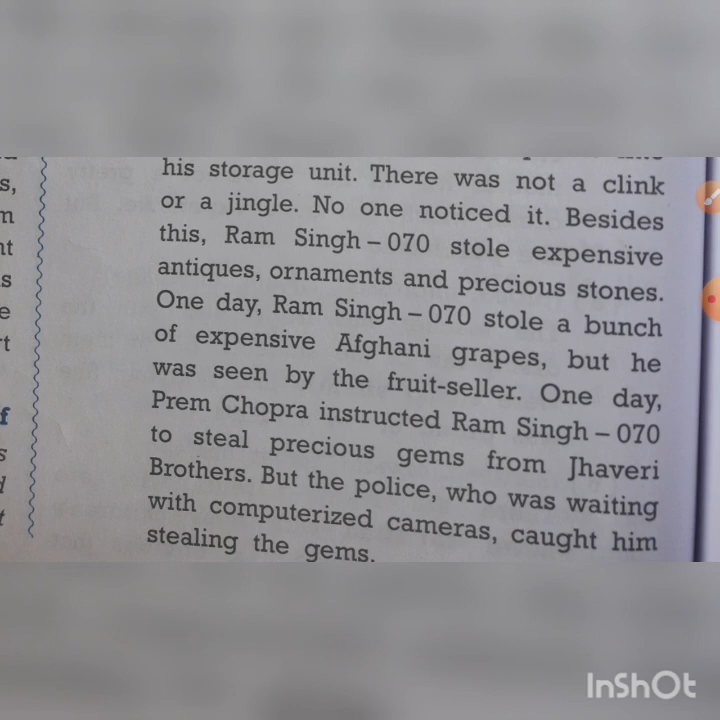 his storage unit. There was not a clink
or a jingle. No one noticed it. Besides
this, Ram Singh – 070 stole expensive
antiques, ornaments and precious stones.
One day, Ram Singh – 070 stole a bunch
of expensive Afghani grapes, but he
was seen by the fruit-seller. One day,
Prem Chopra instructed Ram Singh – 070
to steal precious gems from Jhaveri
Brothers. But the police, who was waiting
with computerized cameras, caught him
stealing the gems.
InShOt